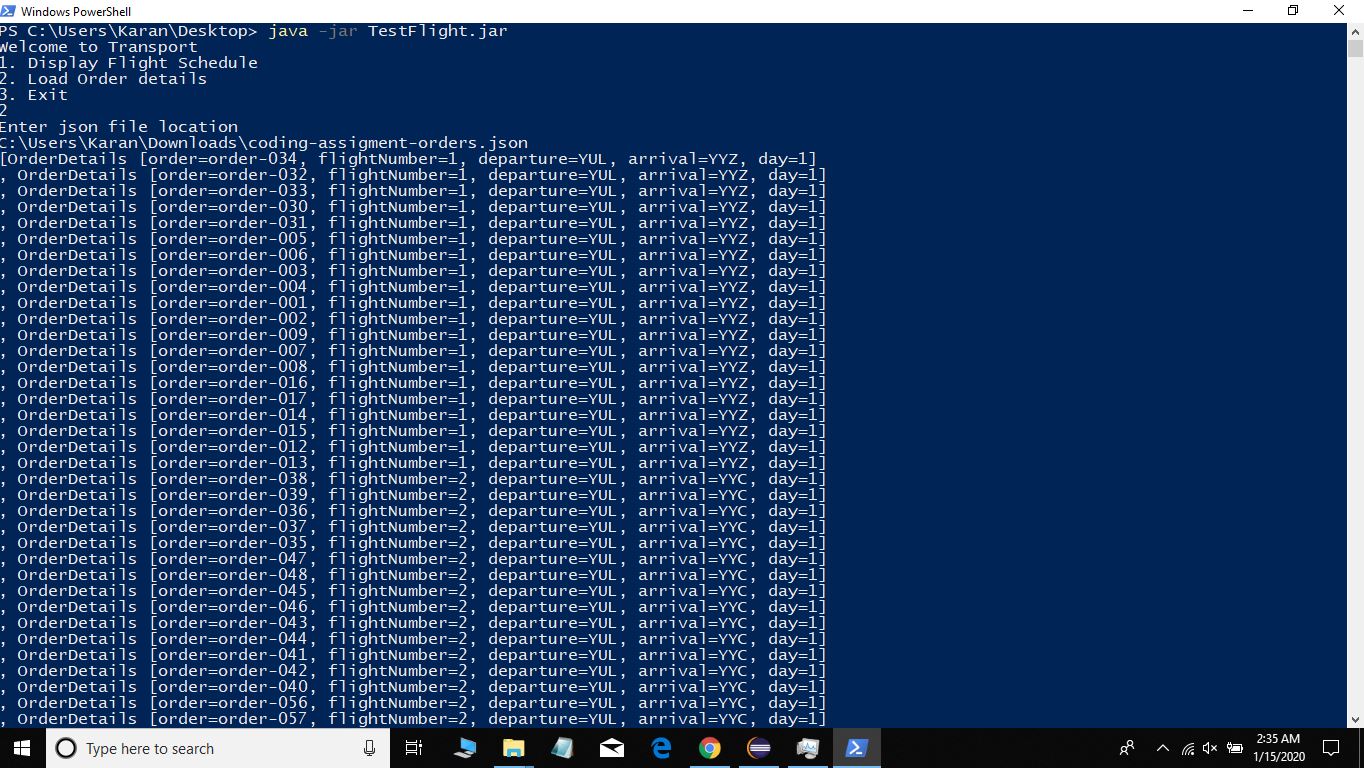 Windows PowerShell
PS C:\Users\Karan\Desktop> java -jar TestFlight.jar
Welcome to Transport
1. Display Flight Schedule
2. Load Order details
3. Exit
2
Enter json file location
C:\Users\Karan\Downloads\coding-assigment-orders.json
[OrderDetails [order=order-034, flightNumber=1, departure=YUL, arrival=YYZ, day=1]
, OrderDetails [order=order-032, flightNumber=1, departure=YUL, arrival=YYZ, day=1]
, OrderDetails [order=order-033, flightNumber=1, departure=YUL, arrival=YYZ, day=1]
, OrderDetails [order=order-030, flightNumber=1, departure=YUL, arrival=YYZ, day=1]
, OrderDetails [order=order-031, flightNumber=1, departure=YUL, arrival=YYZ, day=1]
, OrderDetails [order=order-005, flightNumber=1, departure=YUL, arrival=YYZ, day=1]
, OrderDetails [order=order-006, flightNumber=1, departure=YUL, arrival=YYZ, day=1]
, OrderDetails [order=order-003, flightNumber=1, departure=YUL, arrival=YYZ, day=1]
, OrderDetails [order=order-004, flightNumber=1, departure=YUL, arrival=YYZ, day=1]
, OrderDetails [order=order-001, flightNumber=1, departure=YUL, arrival=YYZ, day=1]
, OrderDetails [order=order-002, flightNumber=1, departure=YUL, arrival=YYZ, day=1]
, OrderDetails [order=order-009, flightNumber=1, departure=YUL, arrival=YYZ, day=1]
, OrderDetails [order=order-007, flightNumber=1, departure=YUL, arrival=YYZ, day=1]
, OrderDetails [order=order-008, flightNumber=1, departure=YUL, arrival=YYZ, day=1]
, OrderDetails [order=order-016, flightNumber=1, departure=YUL, arrival=YYZ, day=1]
, OrderDetails [order=order-017, flightNumber=1, departure=YUL, arrival=YYZ, day=1]
, OrderDetails [order=order-014, flightNumber=1, departure=YUL, arrival=YYZ, day=1]
, OrderDetails [order=order-015, flightNumber=1, departure=YUL, arrival=YYZ, day=1]
, OrderDetails [order=order-012, flightNumber=1, departure=YUL, arrival=YYZ, day=1]
, OrderDetails [order=order-013, flightNumber=1, departure=YUL, arrival=YYZ, day=1]
, OrderDetails [order=order-038, flightNumber=2, departure=YUL, arrival=YYC, day=1]
, OrderDetails [order=order-039, flightNumber=2, departure=YUL, arrival=YYC, day=1]
, OrderDetails [order=order-036, flightNumber=2, departure=YUL, arrival=YYC, day=1]
, OrderDetails [order=order-037, flightNumber=2, departure=YUL, arrival=YYC, day=1]
, OrderDetails [order=order-035, flightNumber=2, departure=YUL, arrival=YYC, day=1]
, OrderDetails [order=order-047, flightNumber=2, departure=YUL, arrival=YYC, day=1]
, OrderDetails [order=order-048, flightNumber=2, departure=YUL, arrival=YYC, day=1]
, OrderDetails [order=order-045, flightNumber=2, departure=YUL, arrival=YYC, day=1]
, OrderDetails [order=order-046, flightNumber=2, departure=YUL, arrival=YYC, day=1]
, OrderDetails [order=order-043, flightNumber=2, departure=YUL, arrival=YYC, day=1]
, OrderDetails [order=order-044, flightNumber=2, departure=YUL, arrival=YYC, day=1]
, OrderDetails [order=order-041, flightNumber=2, departure=YUL, arrival=YYC, day=1]
, OrderDetails [order=order-042, flightNumber=2, departure=YUL, arrival=YYC, day=1]
, OrderDetails [order=order-040, flightNumber=2, departure=YUL, arrival=YYC, day=1]
, OrderDetails [order=order-056, flightNumber=2, departure=YUL, arrival=YYC, day=1]
, OrderDetails [order=order-057, flightNumber=2, departure=YUL, arrival=YYC, day=1]
Type here to search
2:35 AM
1/15/2020